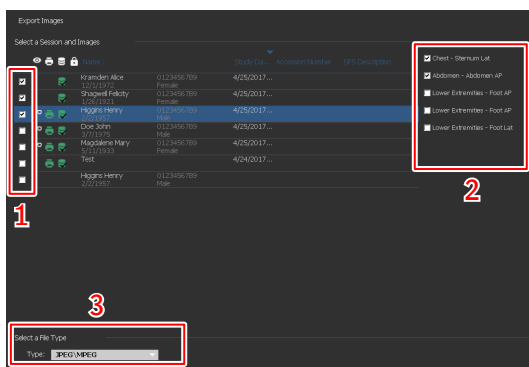 Export Images
Select a Session and Images
Name Study Da... Accession Number SPS Description
Kramden Alice 0123456789 4/25/2017...
12/1/1972 Female
Shagwell Felicity 0123456789 4/25/2017...
1/26/1921 Female
Higgins Henry 0123456789 4/25/2017...
2/2/1957 Male
Doe John 0123456789 4/25/2017...
3/7/1975 Male
Magdalene Mary 0123456789 4/25/2017...
5/11/1933 Female
Test 4/24/2017...
Higgins Henry 0123456789
2/2/1957 Male
Chest - Sternum Lat
Abdomen - Abdomen AP
Lower Extremities - Foot AP
Lower Extremities - Foot AP
Lower Extremities - Foot Lat
1
2
3
Select a File Type
Type: JPEG\MPEG